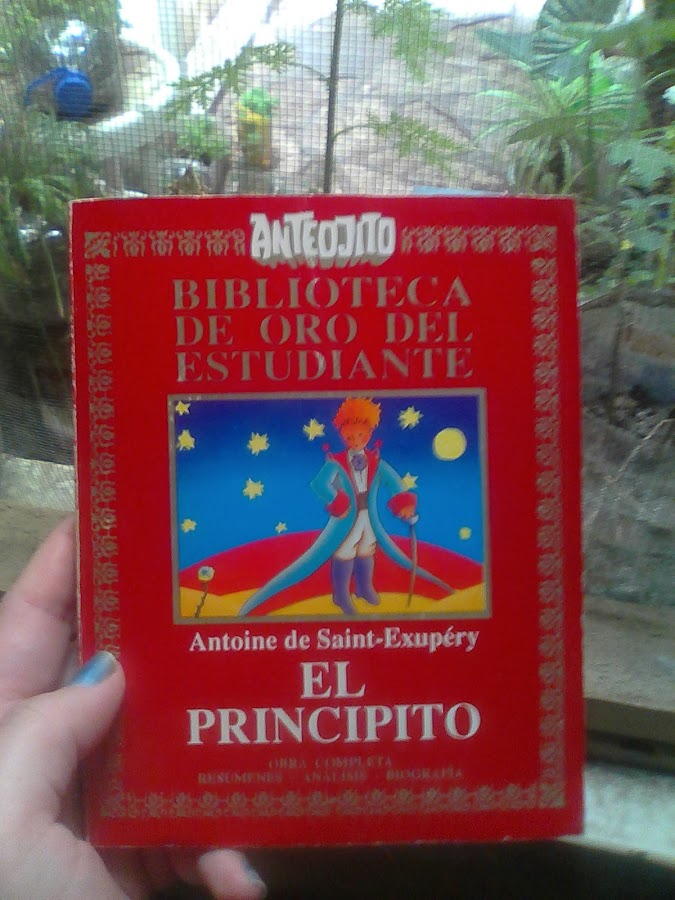 ANTEOJITO
BIBLIOTECA
DE ORO DEL
ESTUDIANTE
Antoine de Saint-Exupéry
EL
PRINCIPITO
OBRA COMPLETA
RESUMENES - ANALISIS - BIOGRAFIA